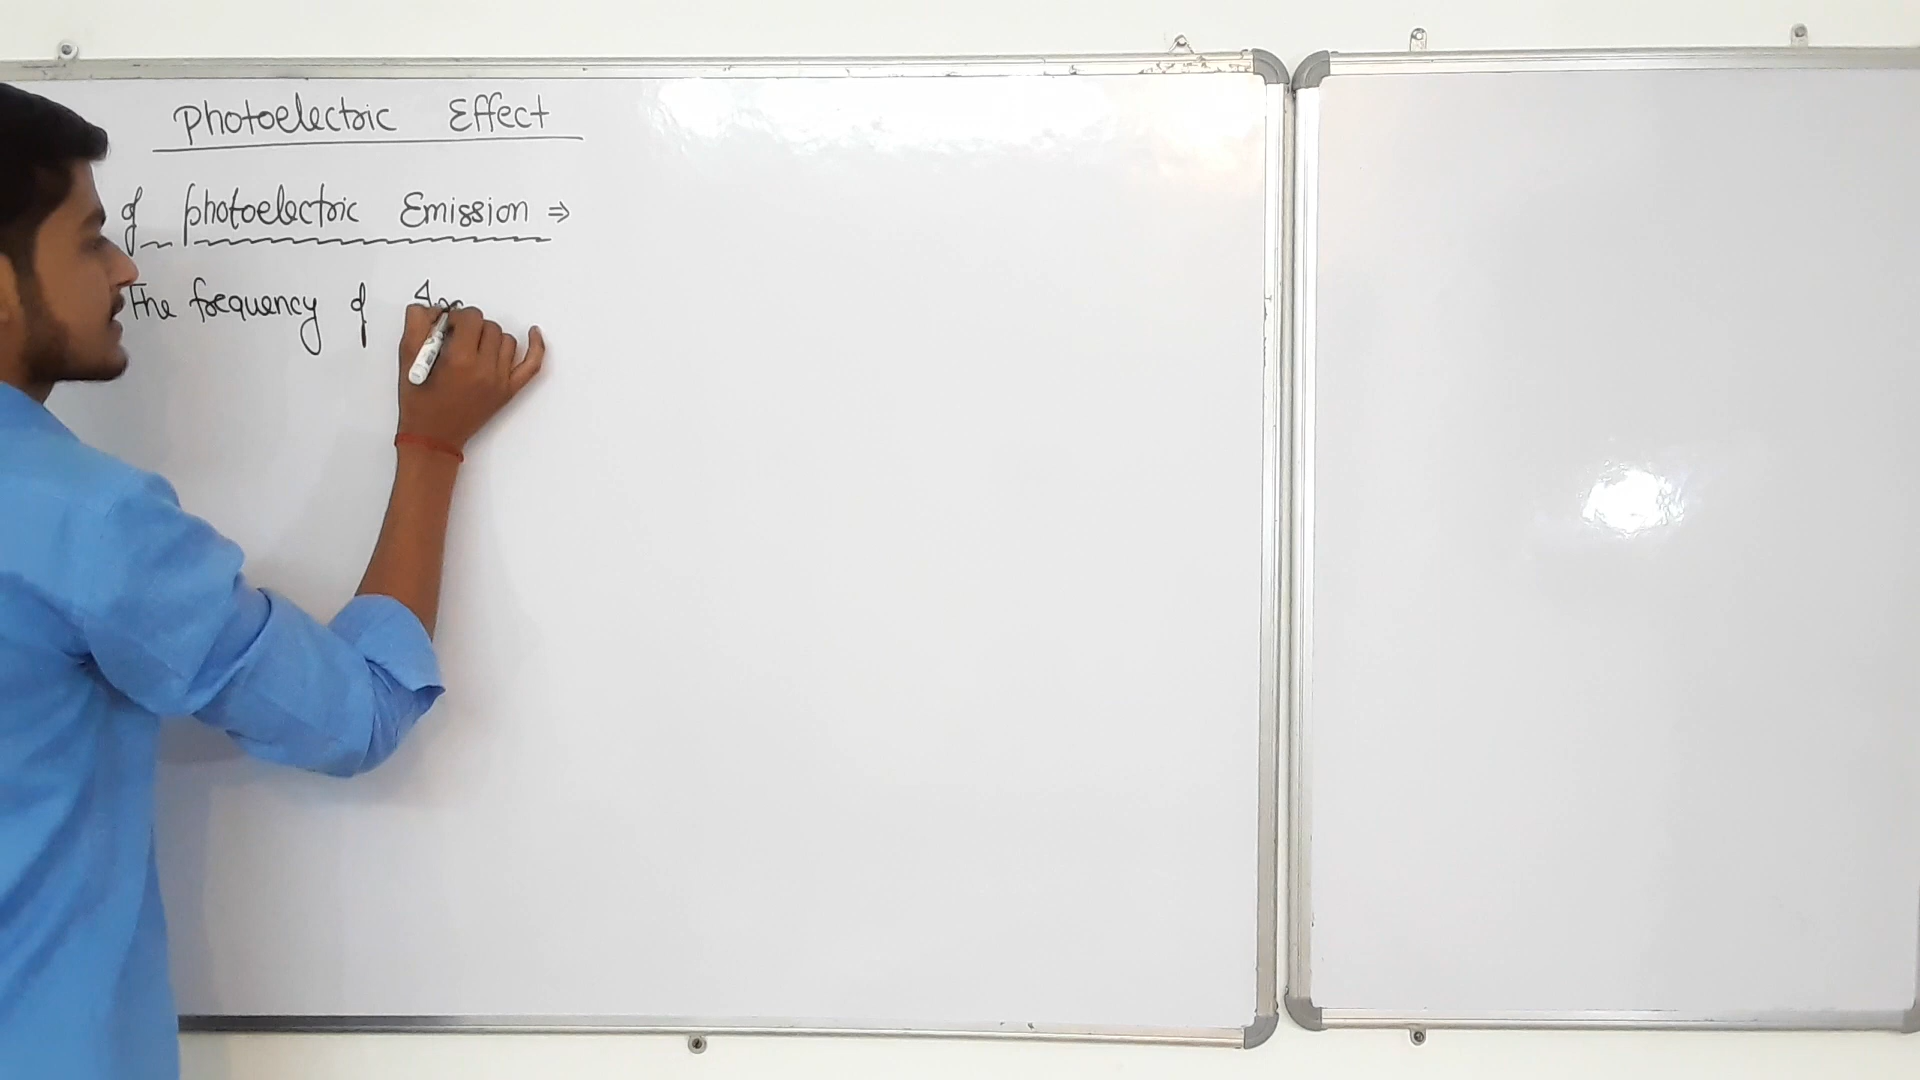 Photoelectric Effect
of photoelectric Emission ⇒
The frequency of